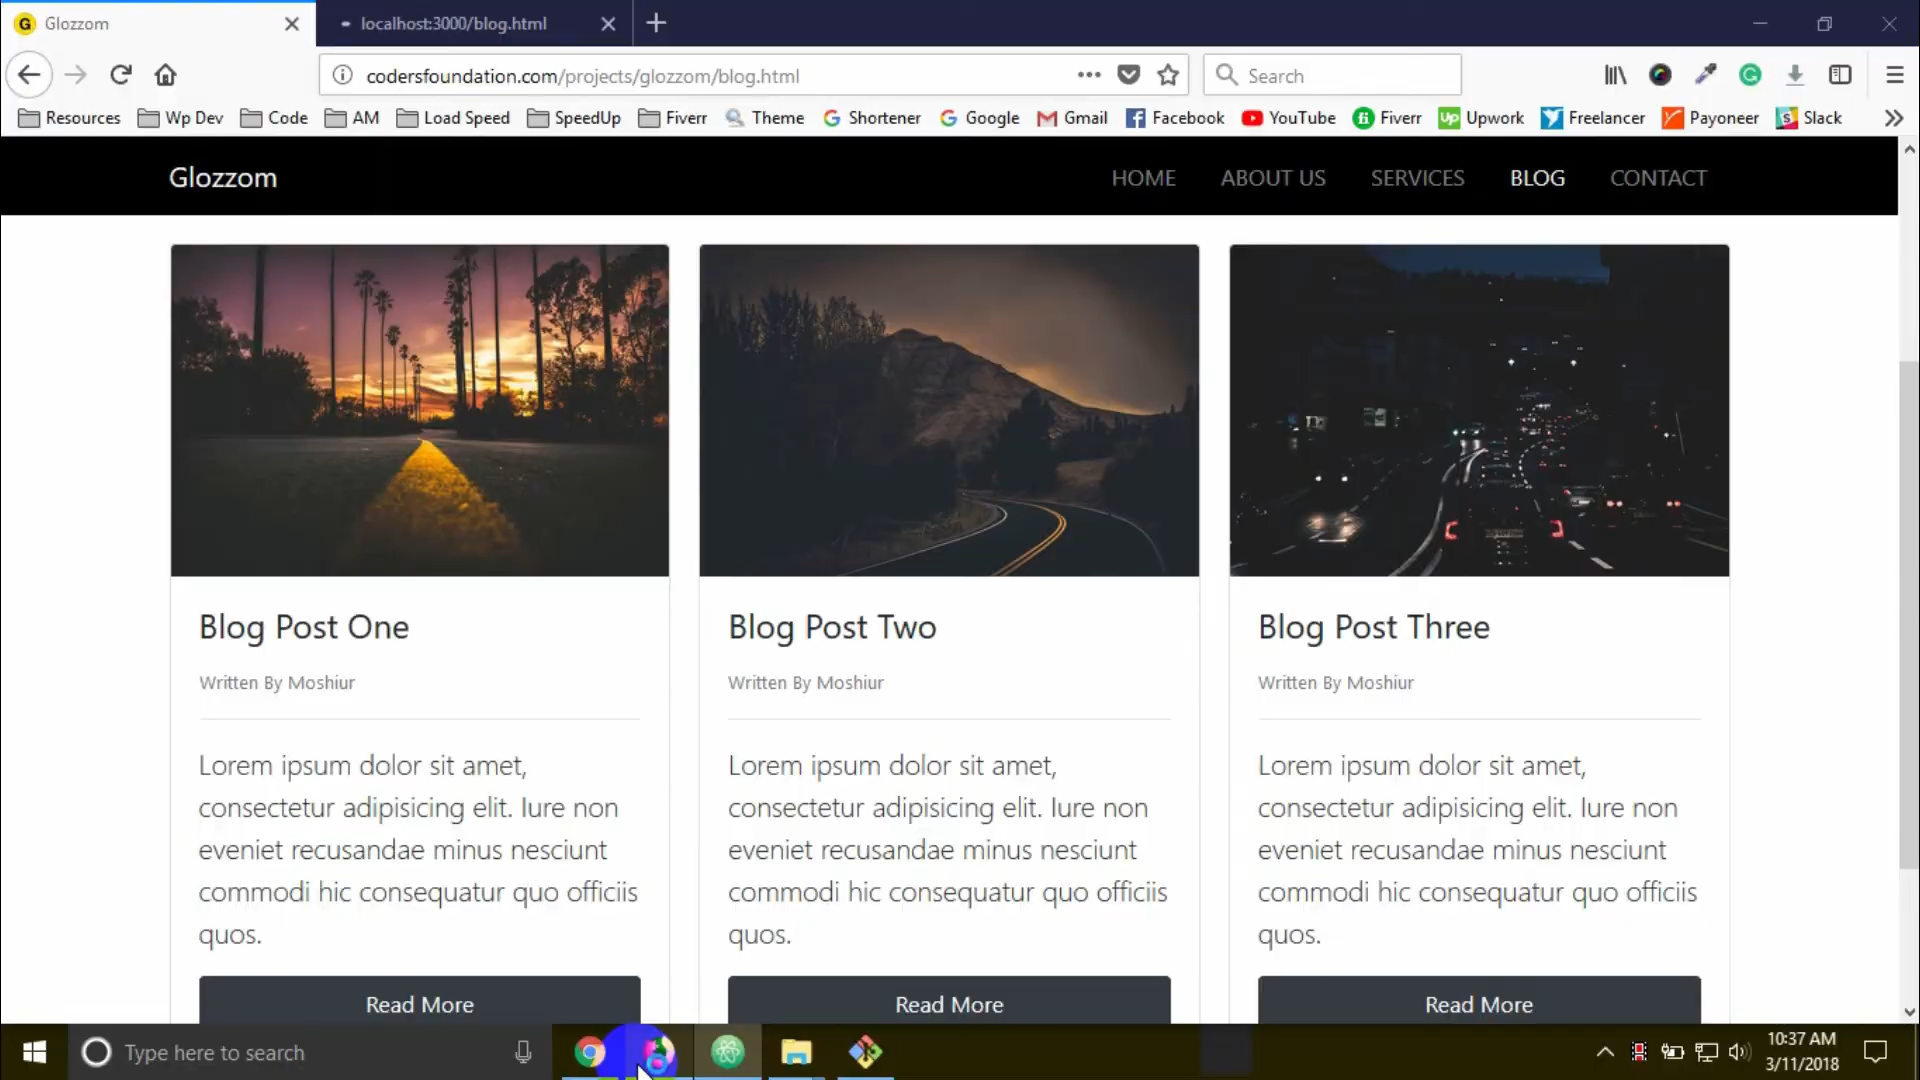 G Glozzom
localhost:3000/blog.html
codersfoundation.com/projects/glozzom/blog.html
Search
Resources Wp Dev Code AM Load Speed SpeedUp Fiverr Theme Shortener Google Gmail Facebook YouTube Fiverr Upwork Freelancer Payoneer Slack
Glozzom HOME ABOUT US SERVICES BLOG CONTACT
Blog Post One
Written By Moshiur
Lorem ipsum dolor sit amet,
consectetur adipisicing elit. Iure non
eveniet recusandae minus nesciunt
commodi hic consequatur quo officiis
quos.
Read More
Blog Post Two
Written By Moshiur
Lorem ipsum dolor sit amet,
consectetur adipisicing elit. Iure non
eveniet recusandae minus nesciunt
commodi hic consequatur quo officiis
quos.
Read More
Blog Post Three
Written By Moshiur
Lorem ipsum dolor sit amet,
consectetur adipisicing elit. Iure non
eveniet recusandae minus nesciunt
commodi hic consequatur quo officiis
quos.
Read More
Type here to search
10:37 AM
3/11/2018